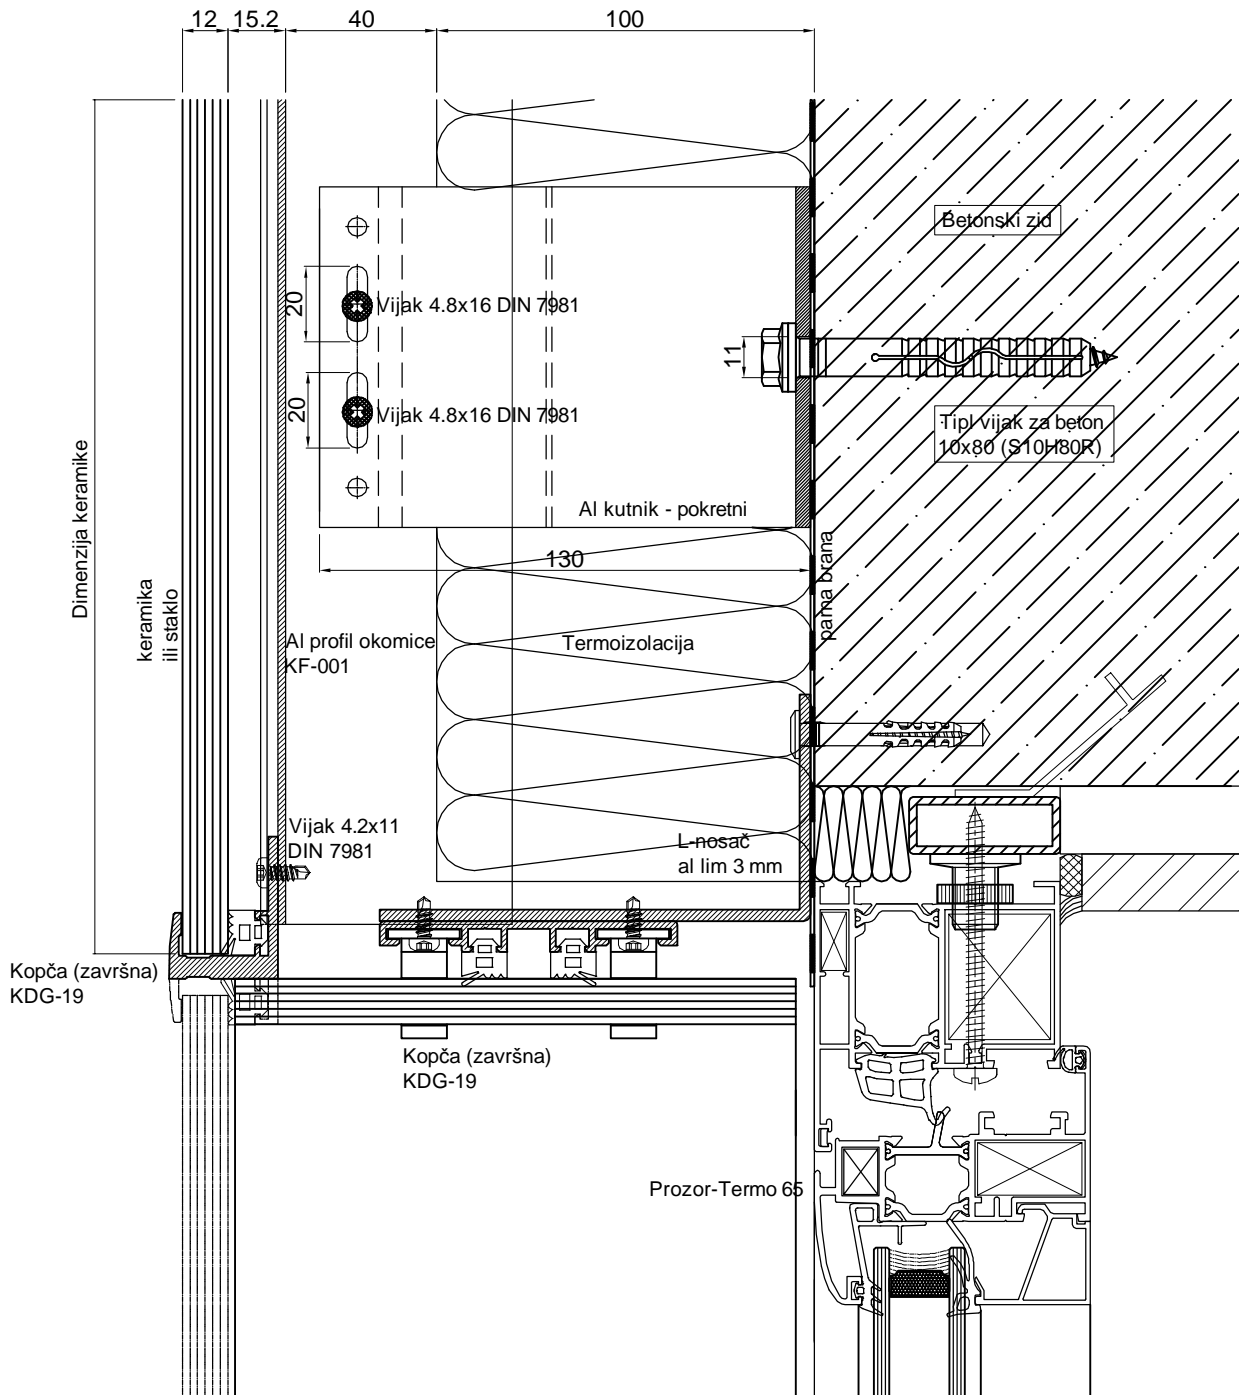 12
15.2
40
100
Betonski zid
20
Vijak 4.8x16 DIN 7981
11
20
Vijak 4.8x16 DIN 7981
Tipl vijak za beton
10x80 (S10H80R)
Al kutnik - pokretni
130
parna brana
Dimenzija keramike
keramika
ili staklo
Al profil okomice
KF-001
Termoizolacija
Vijak 4.2x11
DIN 7981
L-nosač
al lim 3 mm
Kopča (završna)
KDG-19
Kopča (završna)
KDG-19
Prozor-Termo 65